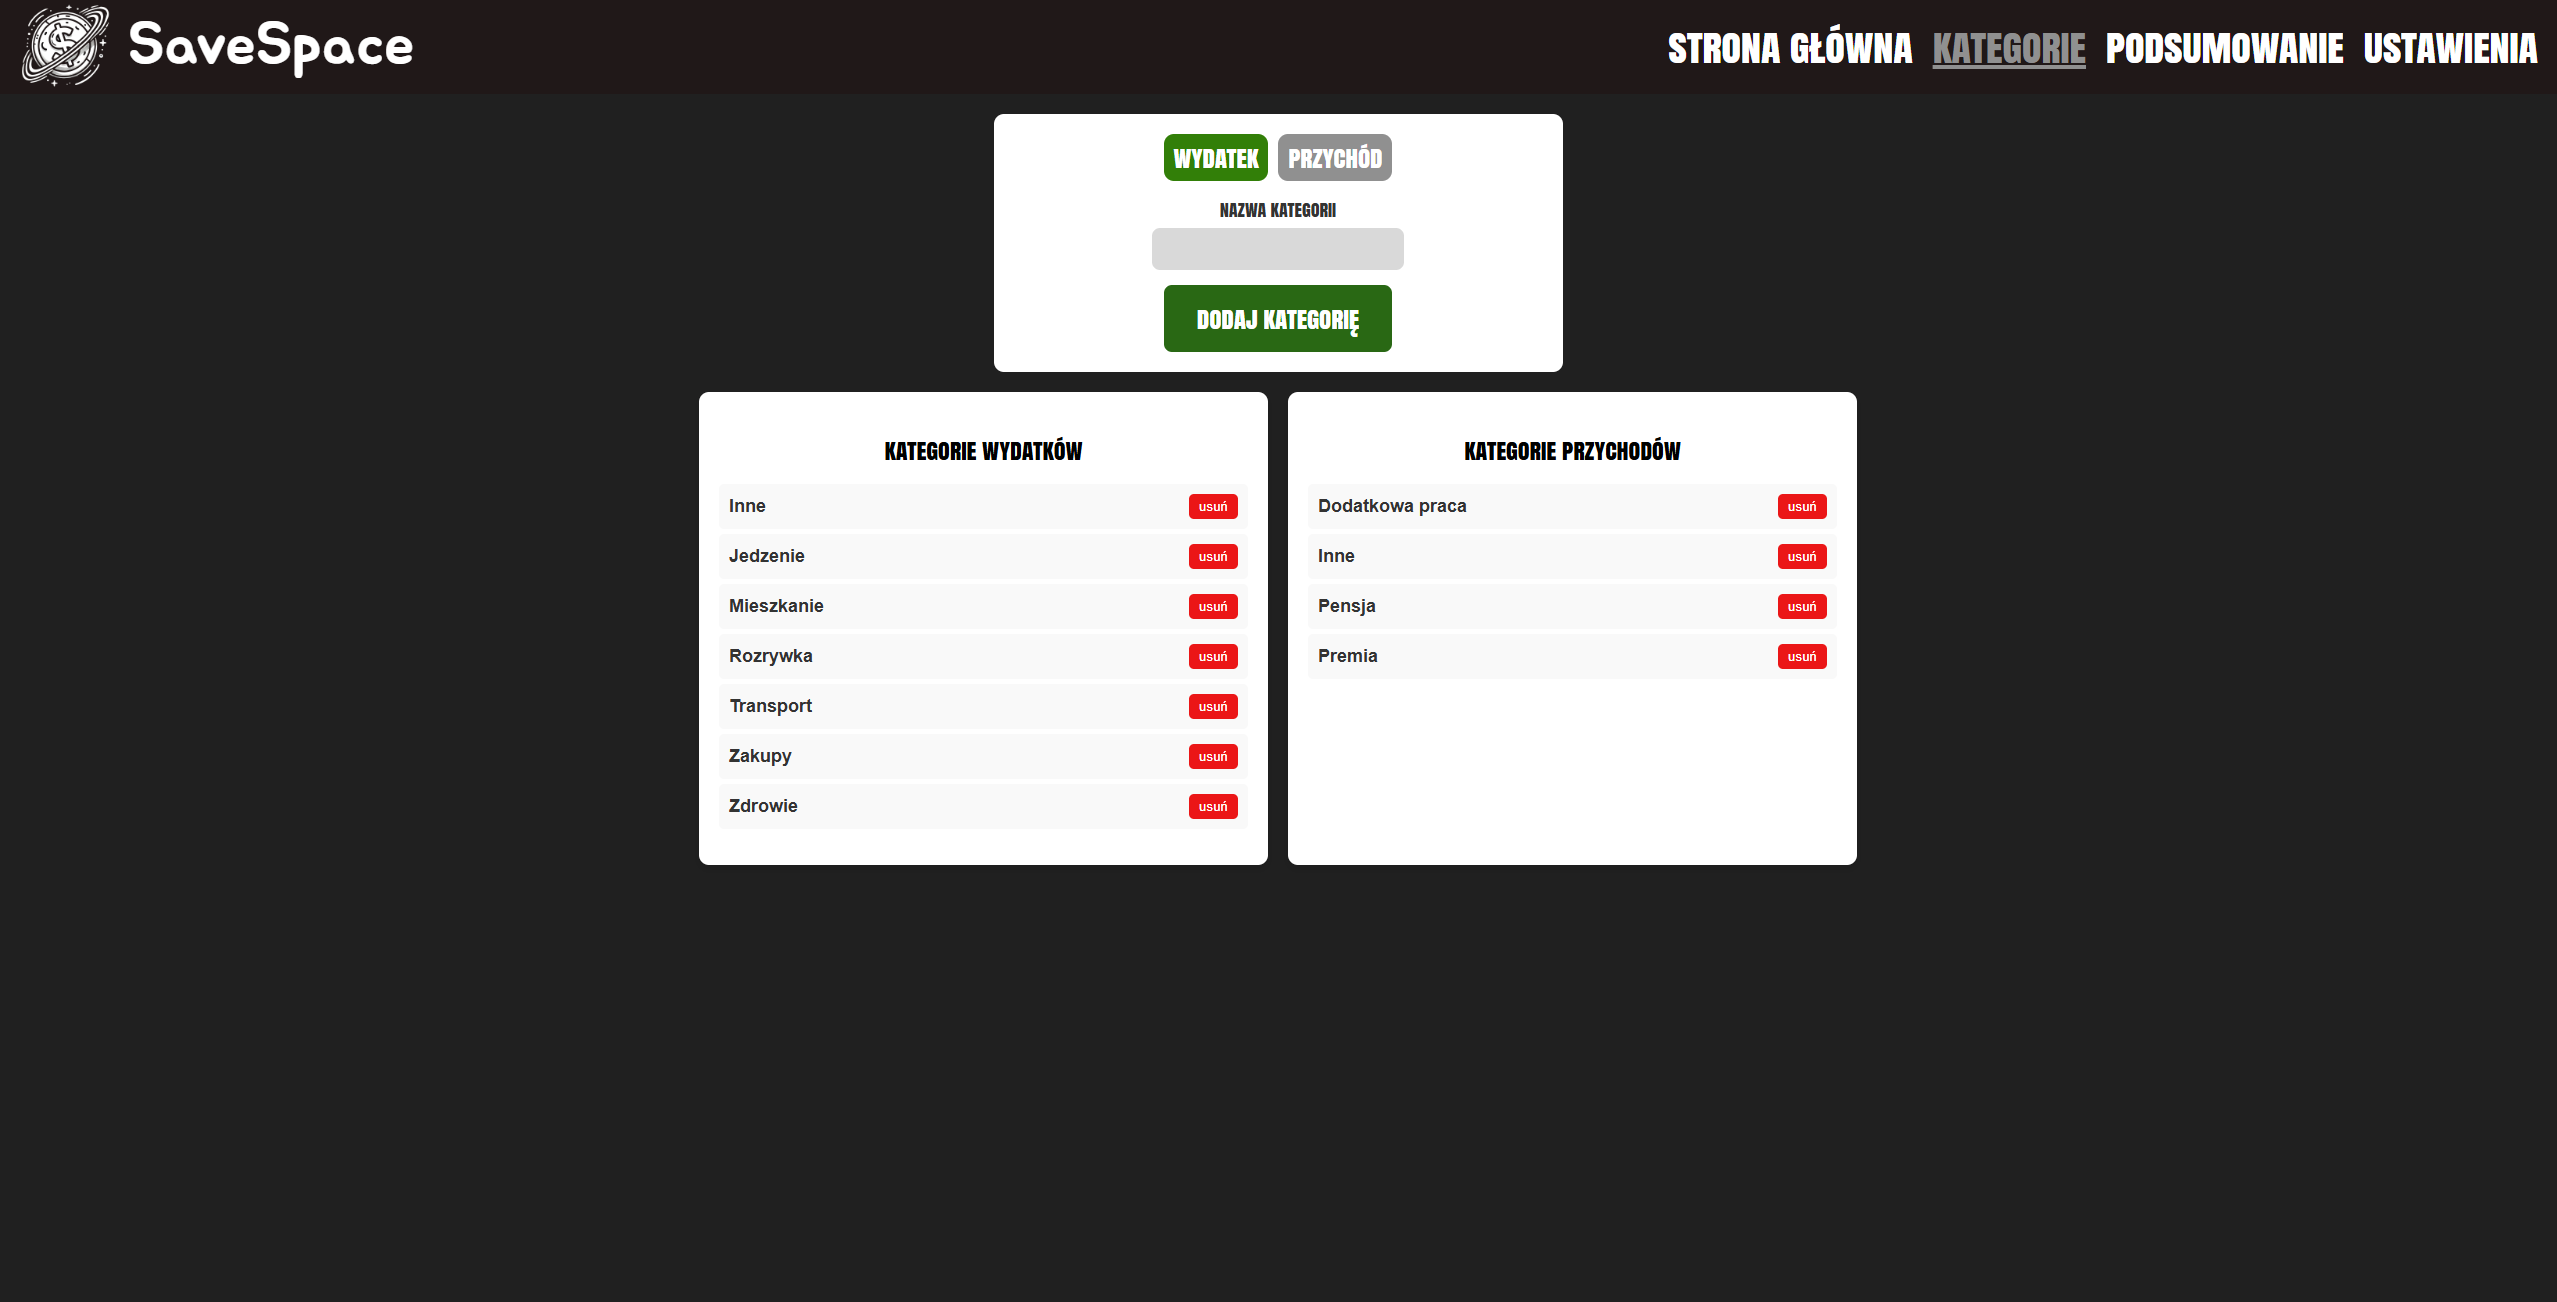 SaveSpace
STRONA GŁÓWNA KATEGORIE PODSUMOWANIE USTAWIENIA
WYDATEK PRZYCHÓD
NAZWA KATEGORII
DODAJ KATEGORIĘ
KATEGORIE WYDATKÓW
Inne usuń
Jedzenie usuń
Mieszkanie usuń
Rozrywka usuń
Transport usuń
Zakupy usuń
Zdrowie usuń
KATEGORIE PRZYCHODÓW
Dodatkowa praca usuń
Inne usuń
Pensja usuń
Premia usuń